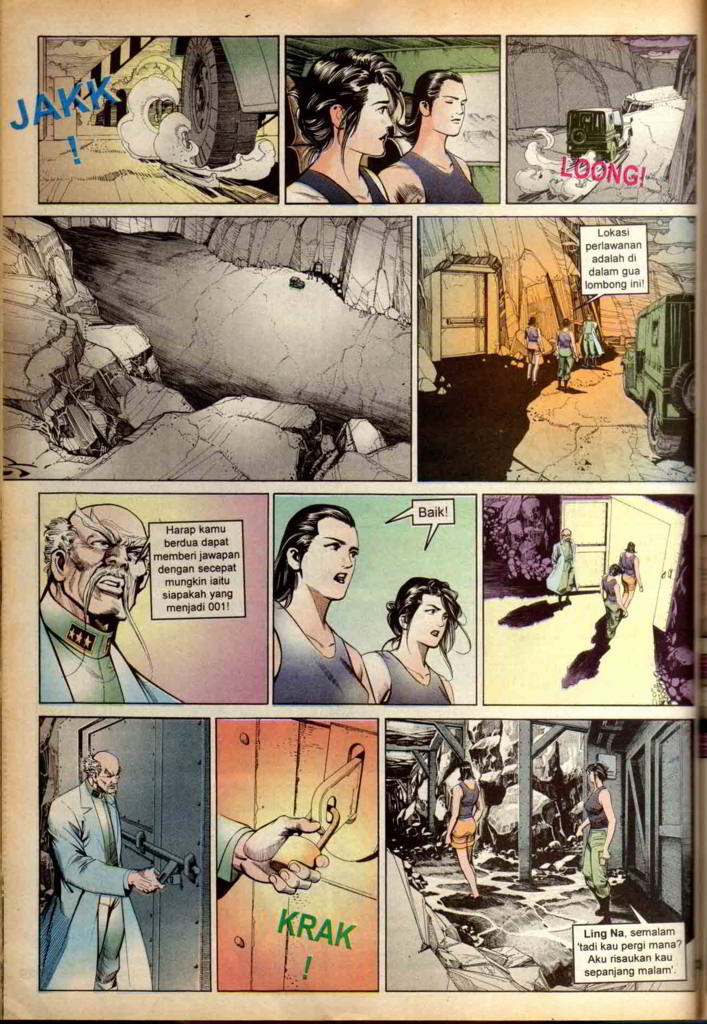 JAKK
!
LOONG!
Lokasi
perlawanan
adalah di
dalam gua
lombong ini!
Harap kamu
berdua dapat
memberi jawapan
dengan secepat
mungkin iaitu
siapakah yang
menjadi 001!
Baik!
KRAK
!
Ling Na, semalam
'tadi kau pergi mana?
Aku risaukan kau
sepanjang malam'.